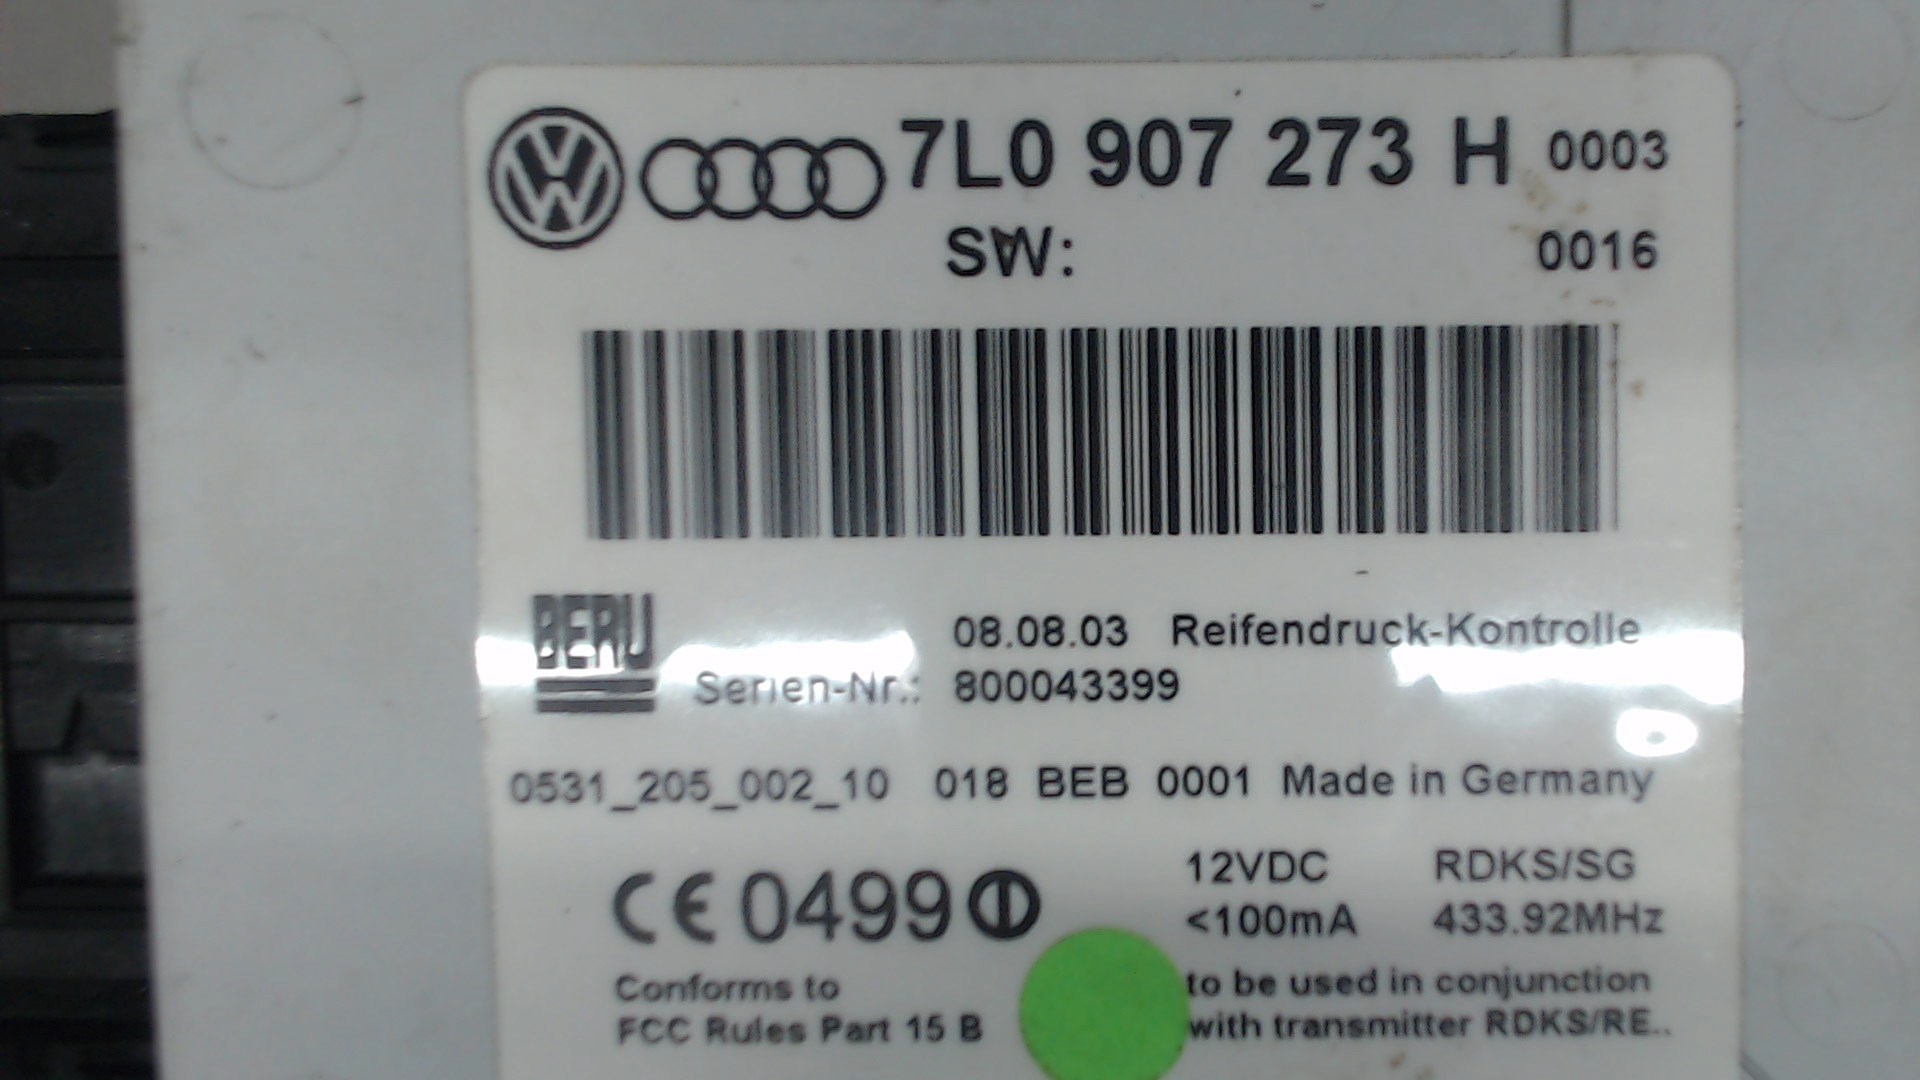 7L0 907 273 H 0003
SW: 0016
BERU
08.08.03 Reifendruck-Kontrolle
Serien-Nr.: 800043399
0531_205_002_10 018 BEB 0001 Made in Germany
CE 0499
12VDC RDKS/SG
<100mA 433.92MHz
Conforms to
FCC Rules Part 15 B
to be used in conjunction
with transmitter RDKS/RE..